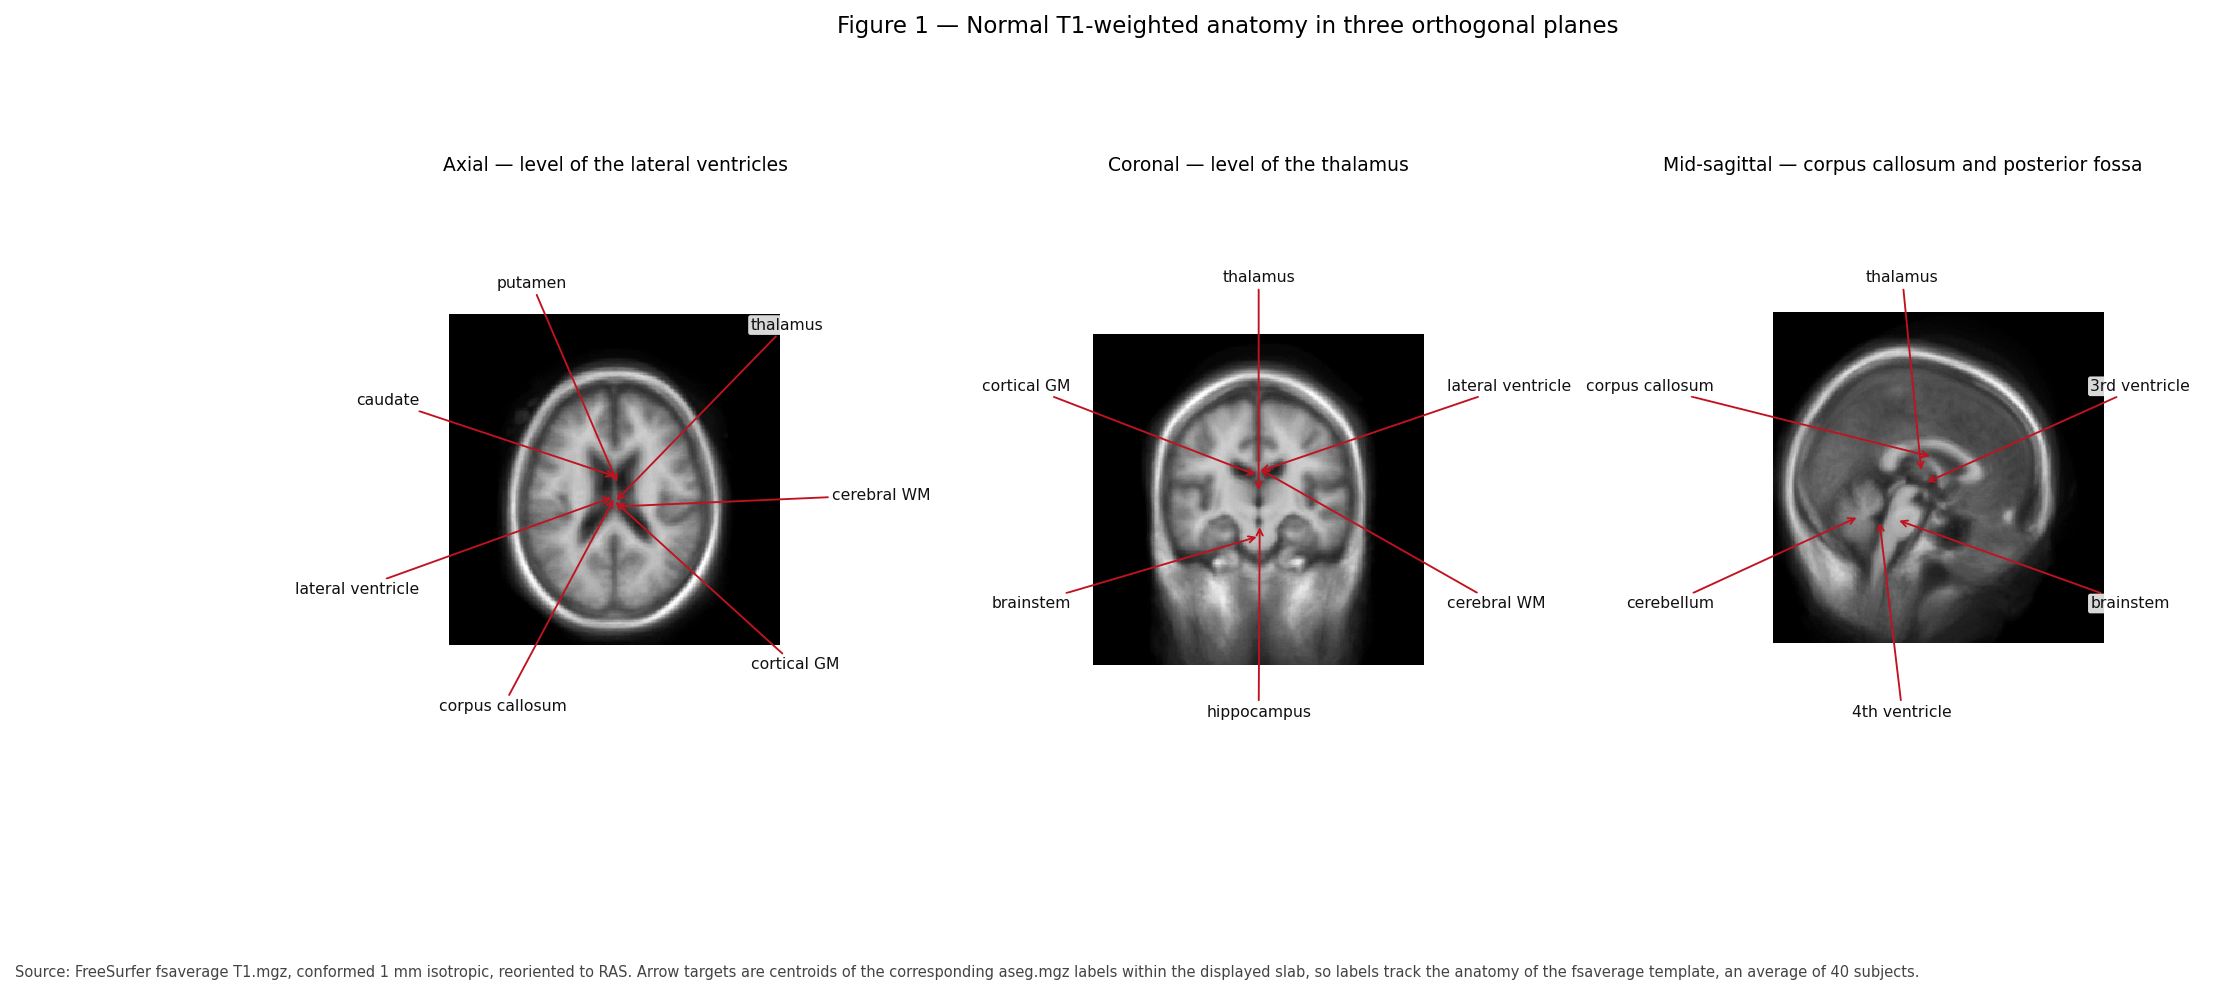 Figure 1 — Normal T1-weighted anatomy in three orthogonal planes
Axial — level of the lateral ventricles
putamen
thalamus
caudate
cerebral WM
lateral ventricle
cortical GM
corpus callosum
Coronal — level of the thalamus
thalamus
cortical GM
lateral ventricle
brainstem
cerebral WM
hippocampus
Mid-sagittal — corpus callosum and posterior fossa
thalamus
corpus callosum
3rd ventricle
cerebellum
brainstem
4th ventricle
Source: FreeSurfer fsaverage T1.mgz, conformed 1 mm isotropic, reoriented to RAS. Arrow targets are centroids of the corresponding aseg.mgz labels within the displayed slab, so labels track the anatomy of the fsaverage template, an average of 40 subjects.